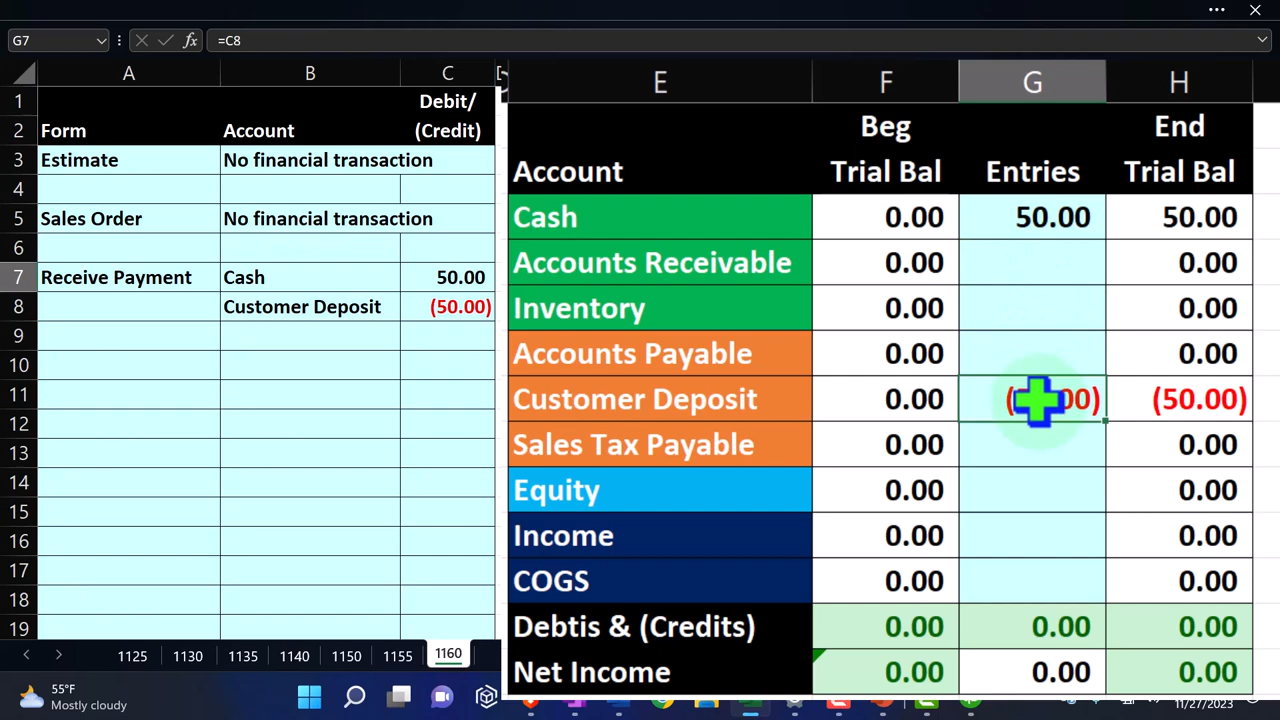 G7 =C8
A B C
1 Debit/
2 Form Account (Credit)
3 Estimate No financial transaction
4
5 Sales Order No financial transaction
6
7 Receive Payment Cash 50.00
8 Customer Deposit (50.00)
9
10
11
12
13
14
15
16
17
18
19
E F G H
Beg End
Account Trial Bal Entries Trial Bal
Cash 0.00 50.00 50.00
Accounts Receivable 0.00 0.00
Inventory 0.00 0.00
Accounts Payable 0.00 0.00
Customer Deposit 0.00 (50.00)
Sales Tax Payable 0.00 0.00
Equity 0.00 0.00
Income 0.00 0.00
COGS 0.00 0.00
Debtis & (Credits) 0.00 0.00 0.00
Net Income 0.00 0.00 0.00
1125 1130 1135 1140 1150 1155 1160
55°F
Mostly cloudy
11/27/2023